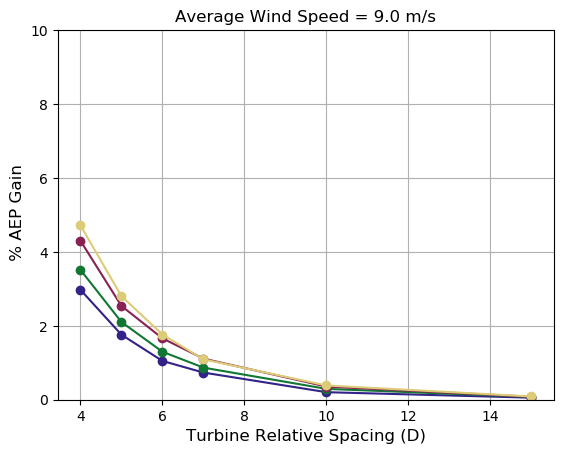 Average Wind Speed = 9.0 m/s
10
8
6
4
2
0
% AEP Gain
4 6 8 10 12 14
Turbine Relative Spacing (D)